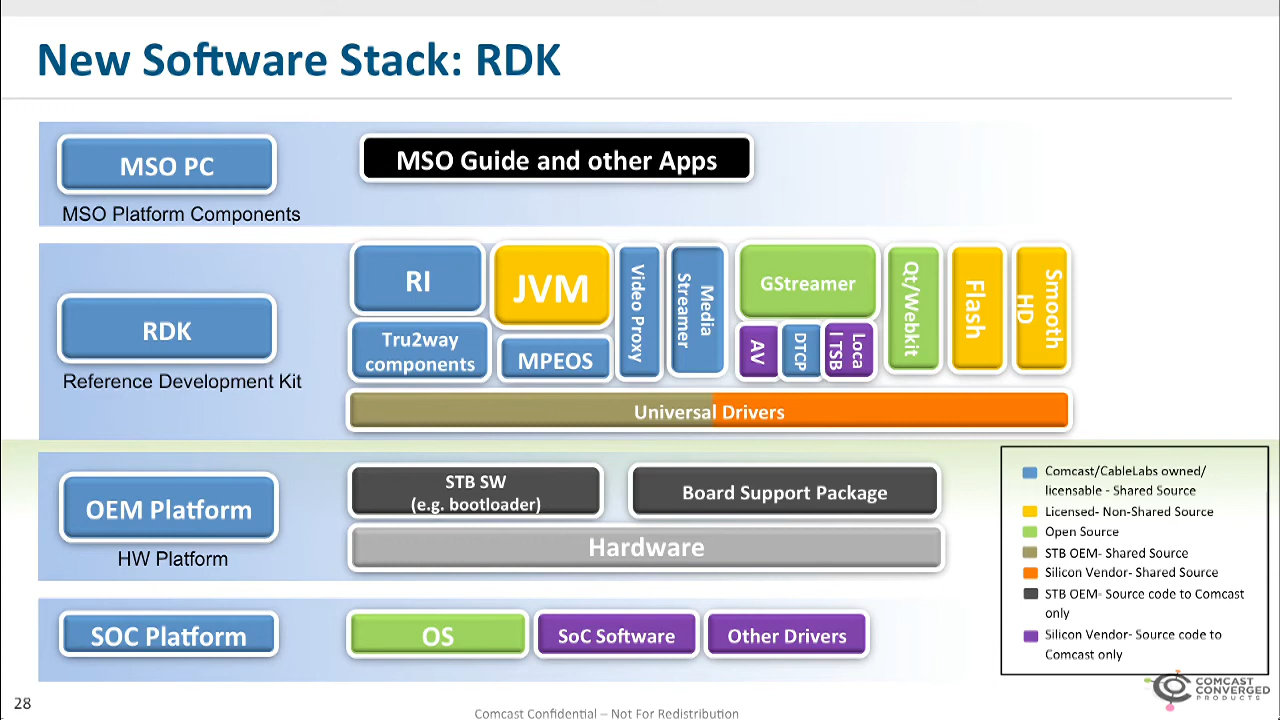 New Software Stack: RDK
MSO PC
MSO Platform Components
MSO Guide and other Apps
RDK
Reference Development Kit
RI
Tru2way
components
JVM
MPEOS
Video Proxy
Media
Streamer
GStreamer
AV
DTCP
Loca
l TSB
Qt/Webkit
Flash
Smooth
HD
Universal Drivers
OEM Platform
HW Platform
STB SW
(e.g. bootloader)
Board Support Package
Hardware
SOC Platform
OS
SoC Software
Other Drivers
Comcast/CableLabs owned/
licensable - Shared Source
Licensed- Non-Shared Source
Open Source
STB OEM- Shared Source
Silicon Vendor- Shared Source
STB OEM- Source code to Comcast
only
Silicon Vendor- Source code to
Comcast only
28
Comcast Confidential – Not For Redistribution
COMCAST
CONVERGED
PRODUCTS